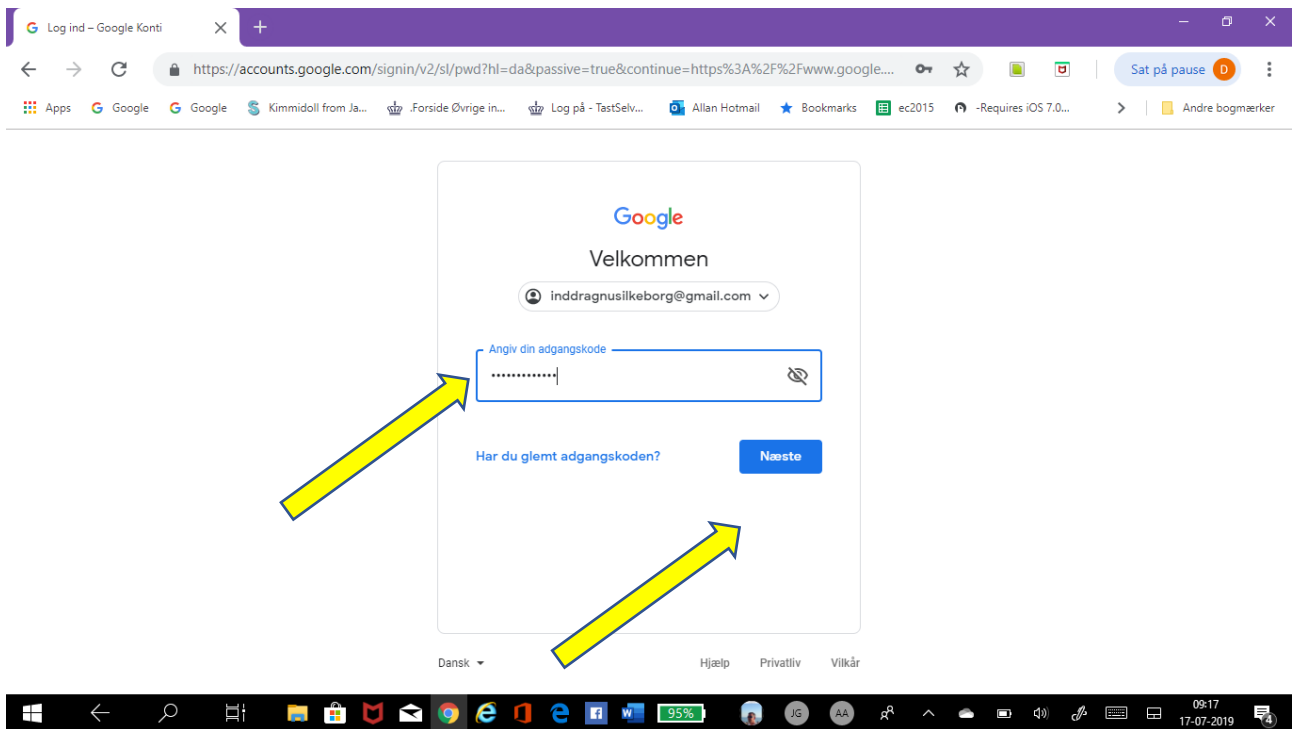 Log ind – Google Konti
https://accounts.google.com/signin/v2/sl/pwd?hl=da&passive=true&continue=https%3A%2F%2Fwww.google....
Sat på pause D
Apps Google Google Kimmidoll from Ja... .Forside Øvrige in... Log på - TastSelv... Allan Hotmail Bookmarks ec2015 -Requires iOS 7.0... Andre bogmærker
Google
Velkommen
inddragnusilkeborg@gmail.com
Angiv din adgangskode
•••••••••••••
Har du glemt adgangskoden? Næste
Dansk Hjælp Privatliv Vilkår
95% JG AA 09:17
17-07-2019 4